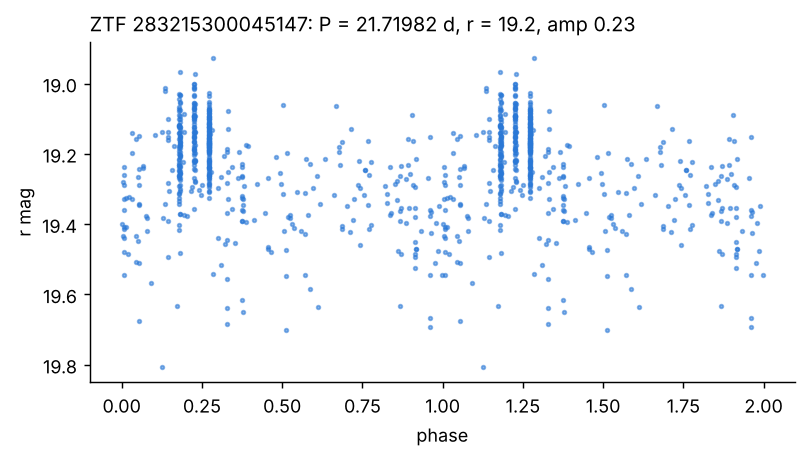 ZTF 283215300045147: P = 21.71982 d, r = 19.2, amp 0.23
19.0
19.2
19.4
19.6
19.8
r mag
0.00 0.25 0.50 0.75 1.00 1.25 1.50 1.75 2.00
phase